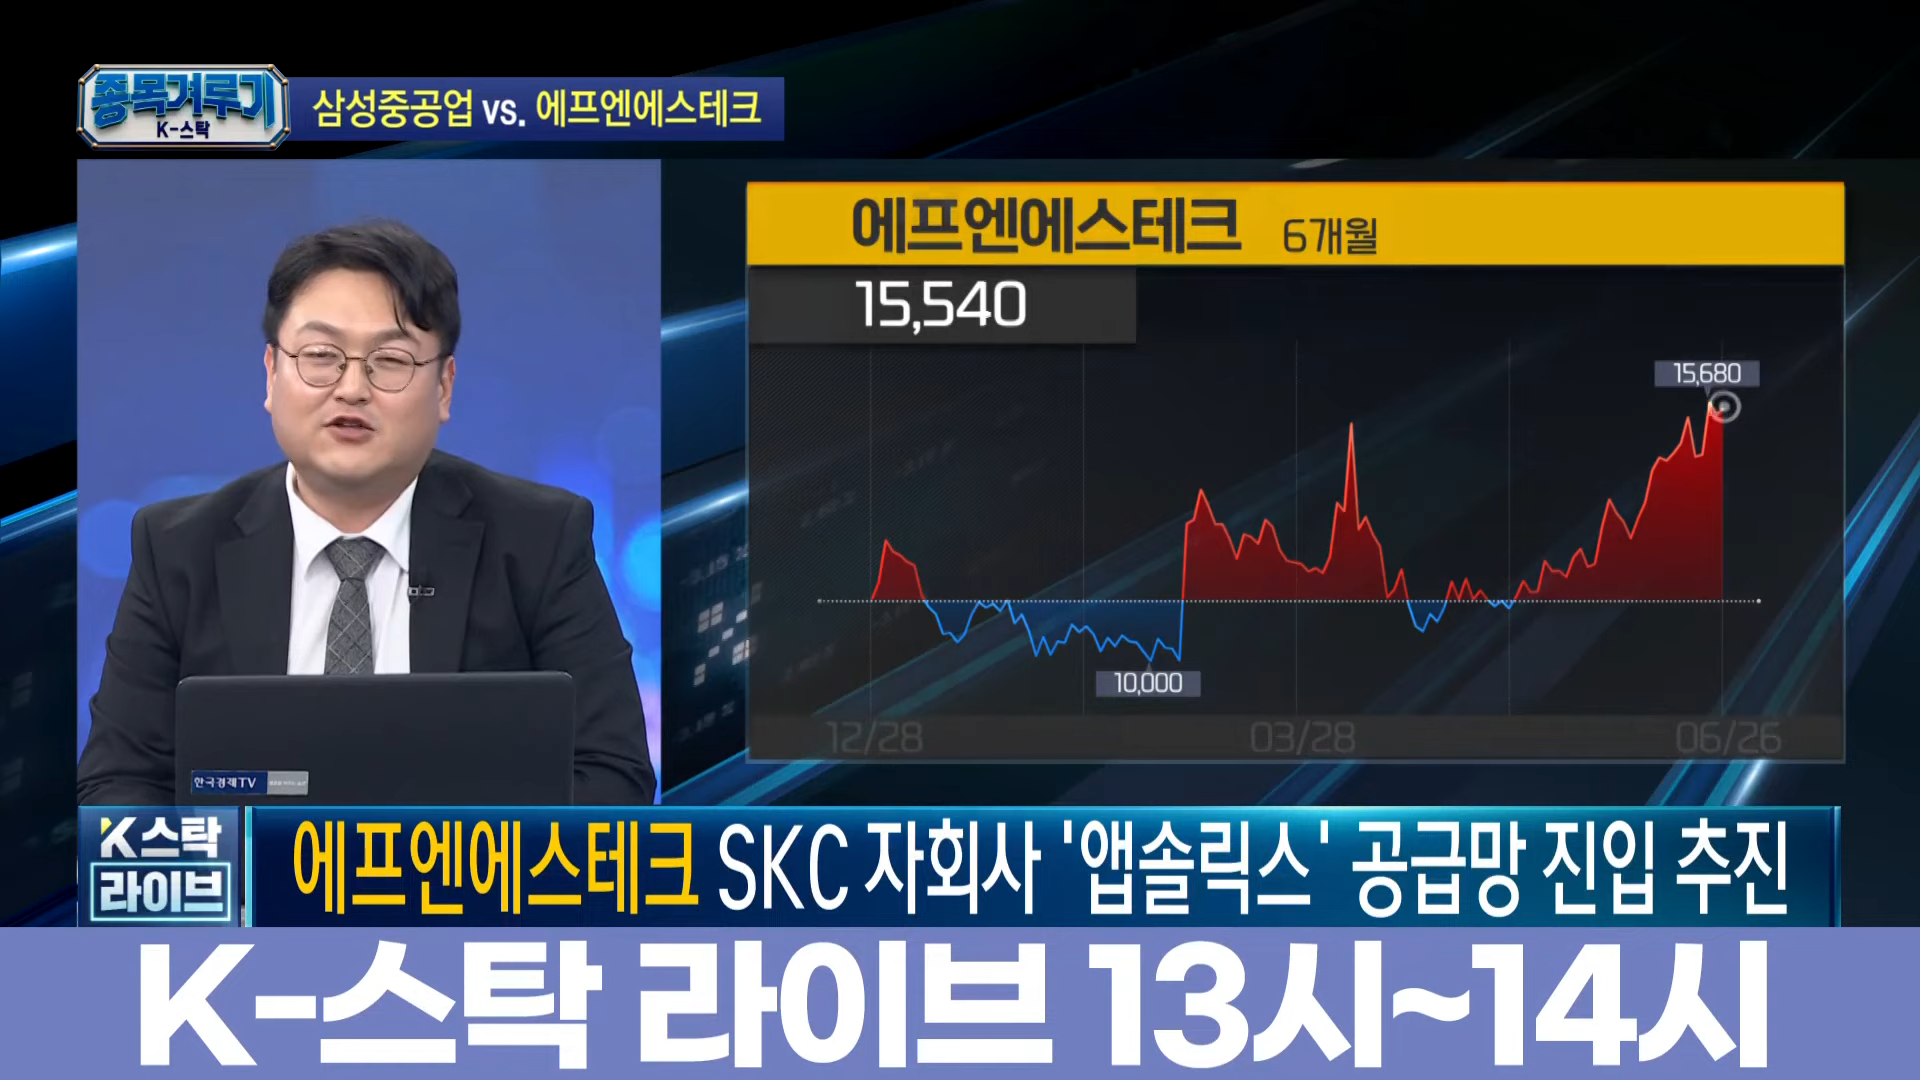 종목겨루기
K-스탁
삼성중공업 vs. 에프엔에스테크
에프엔에스테크 6개월
15,540
15,680
10,000
12/28 03/28 06/26
한국경제TV
K스탁
라이브
에프엔에스테크 SKC 자회사 '앱솔릭스' 공급망 진입 추진
K-스탁 라이브 13시~14시